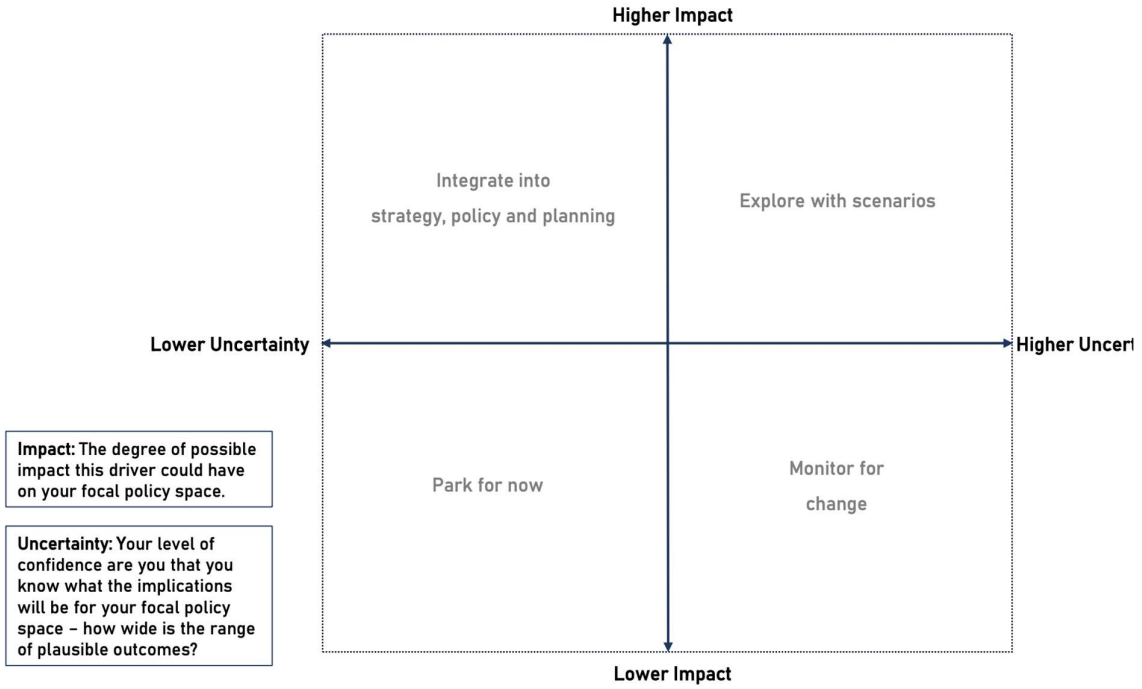 Higher Impact
Integrate into
strategy, policy and planning
Explore with scenarios
Lower Uncertainty
Higher Uncert
Impact: The degree of possible
impact this driver could have
on your focal policy space.
Park for now
Monitor for
change
Uncertainty: Your level of
confidence are you that you
know what the implications
will be for your focal policy
space – how wide is the range
of plausible outcomes?
Lower Impact